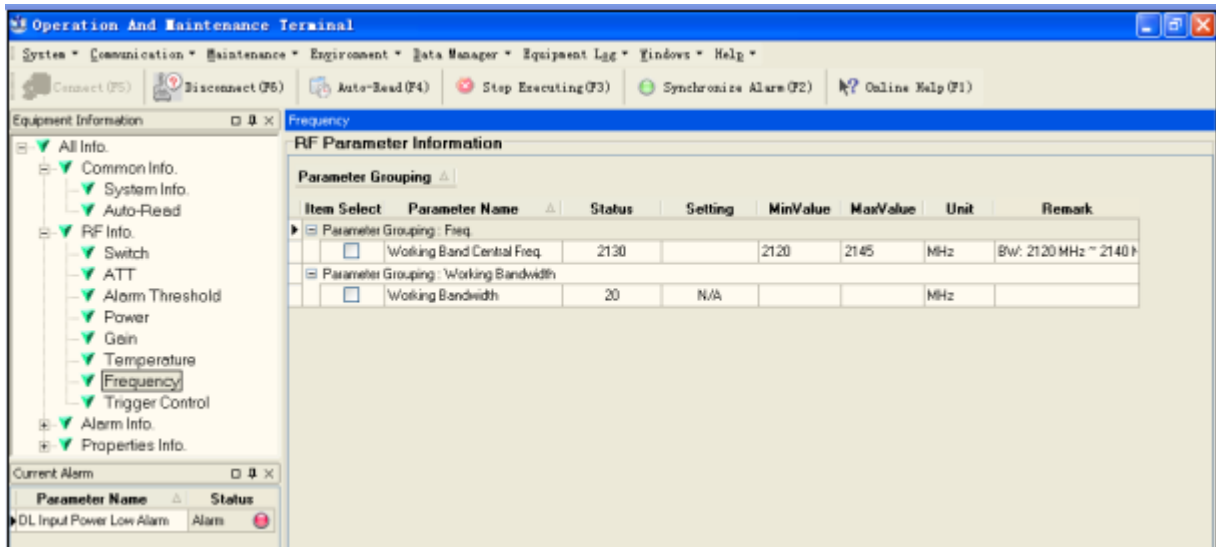 Operation And Maintenance Terminal
System Communication Maintenance Environment Data Manager Equipment Log Windows Help
Connect(F5) Disconnect(F6) Auto-Read(F4) Stop Executing(F3) Synchronize Alarm(F2) Online Help(F1)
Equipment Information
All Info.
Common Info.
System Info.
Auto-Read
RF Info.
Switch
ATT
Alarm Threshold
Power
Gain
Temperature
Frequency
Trigger Control
Alarm Info.
Properties Info.
Current Alarm
Parameter Name Status
DL Input Power Low Alarm Alarm
Frequency
RF Parameter Information
Parameter Grouping
Item Select Parameter Name Status Setting MinValue MaxValue Unit Remark
Parameter Grouping : Freq.
Working Band Central Freq. 2130 2120 2145 MHz BW: 2120 MHz ~ 2140
Parameter Grouping : Working Bandwidth
Working Bandwidth 20 N/A MHz